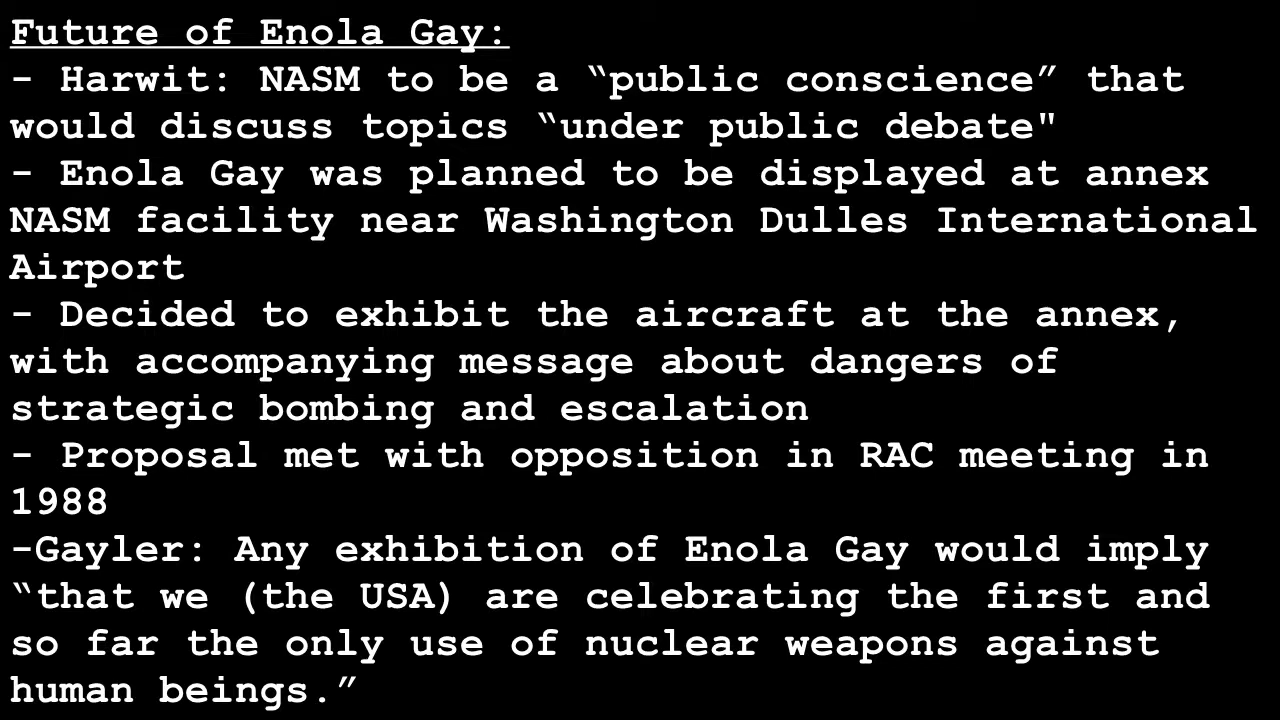 Future of Enola Gay:
- Harwit: NASM to be a “public conscience” that
would discuss topics “under public debate"
- Enola Gay was planned to be displayed at annex
NASM facility near Washington Dulles International
Airport
- Decided to exhibit the aircraft at the annex,
with accompanying message about dangers of
strategic bombing and escalation
- Proposal met with opposition in RAC meeting in
1988
-Gayler: Any exhibition of Enola Gay would imply
“that we (the USA) are celebrating the first and
so far the only use of nuclear weapons against
human beings.”